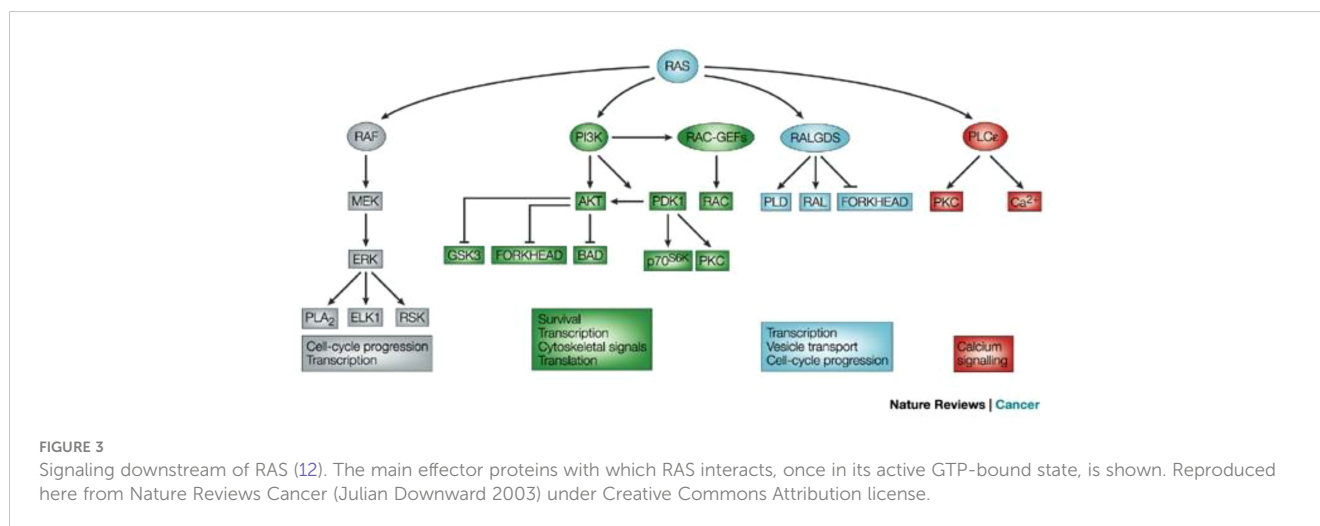 RAS
RAF PI3K RAC-GEFs RALGDS PLCε
MEK AKT PDK1 RAC PLD RAL FORKHEAD PKC Ca2+
ERK GSK3 FORKHEAD BAD p70S6K PKC
PLA2 ELK1 RSK
Cell-cycle progression
Transcription
Survival
Transcription
Cytoskeletal signals
Translation
Transcription
Vesicle transport
Cell-cycle progression
Calcium
signalling
Nature Reviews | Cancer
FIGURE 3
Signaling downstream of RAS (12). The main effector proteins with which RAS interacts, once in its active GTP-bound state, is shown. Reproduced
here from Nature Reviews Cancer (Julian Downward 2003) under Creative Commons Attribution license.